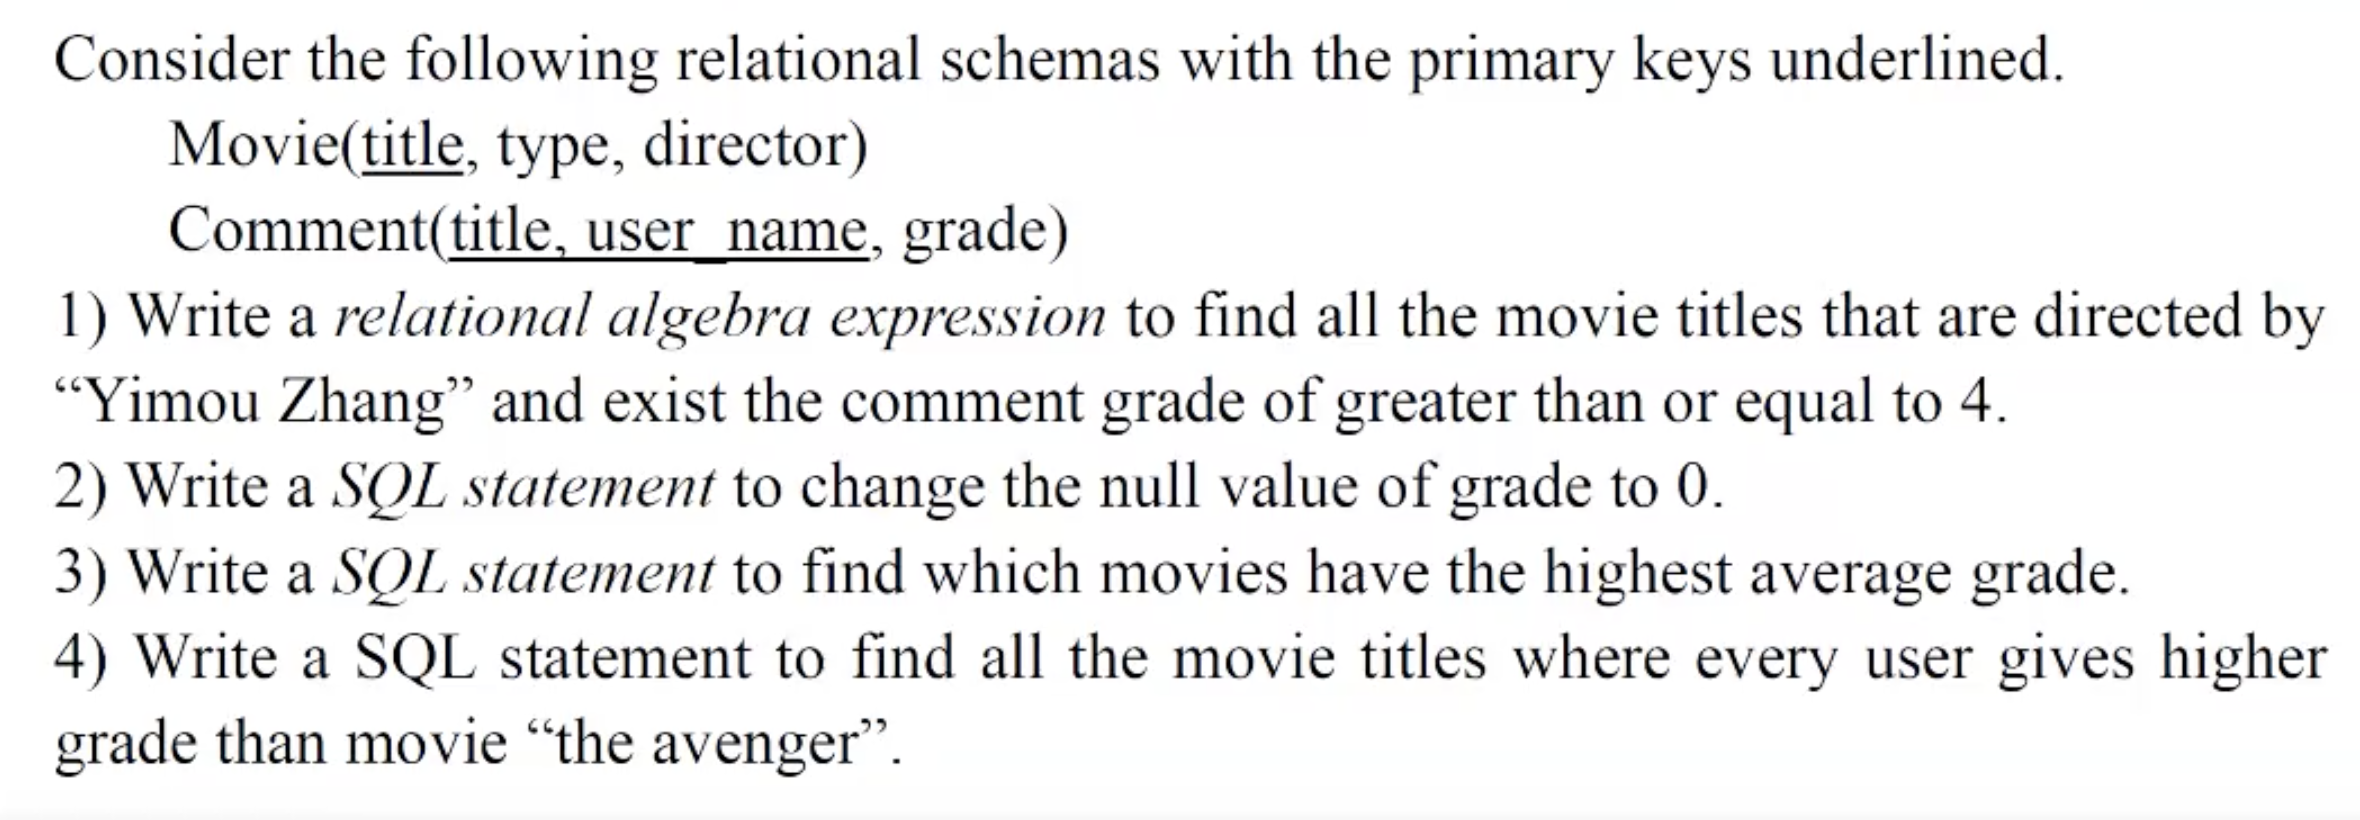 Consider the following relational schemas with the primary keys underlined.
Movie(title, type, director)
Comment(title, user_name, grade)
1) Write a relational algebra expression to find all the movie titles that are directed by
“Yimou Zhang” and exist the comment grade of greater than or equal to 4.
2) Write a SQL statement to change the null value of grade to 0.
3) Write a SQL statement to find which movies have the highest average grade.
4) Write a SQL statement to find all the movie titles where every user gives higher
grade than movie “the avenger”.